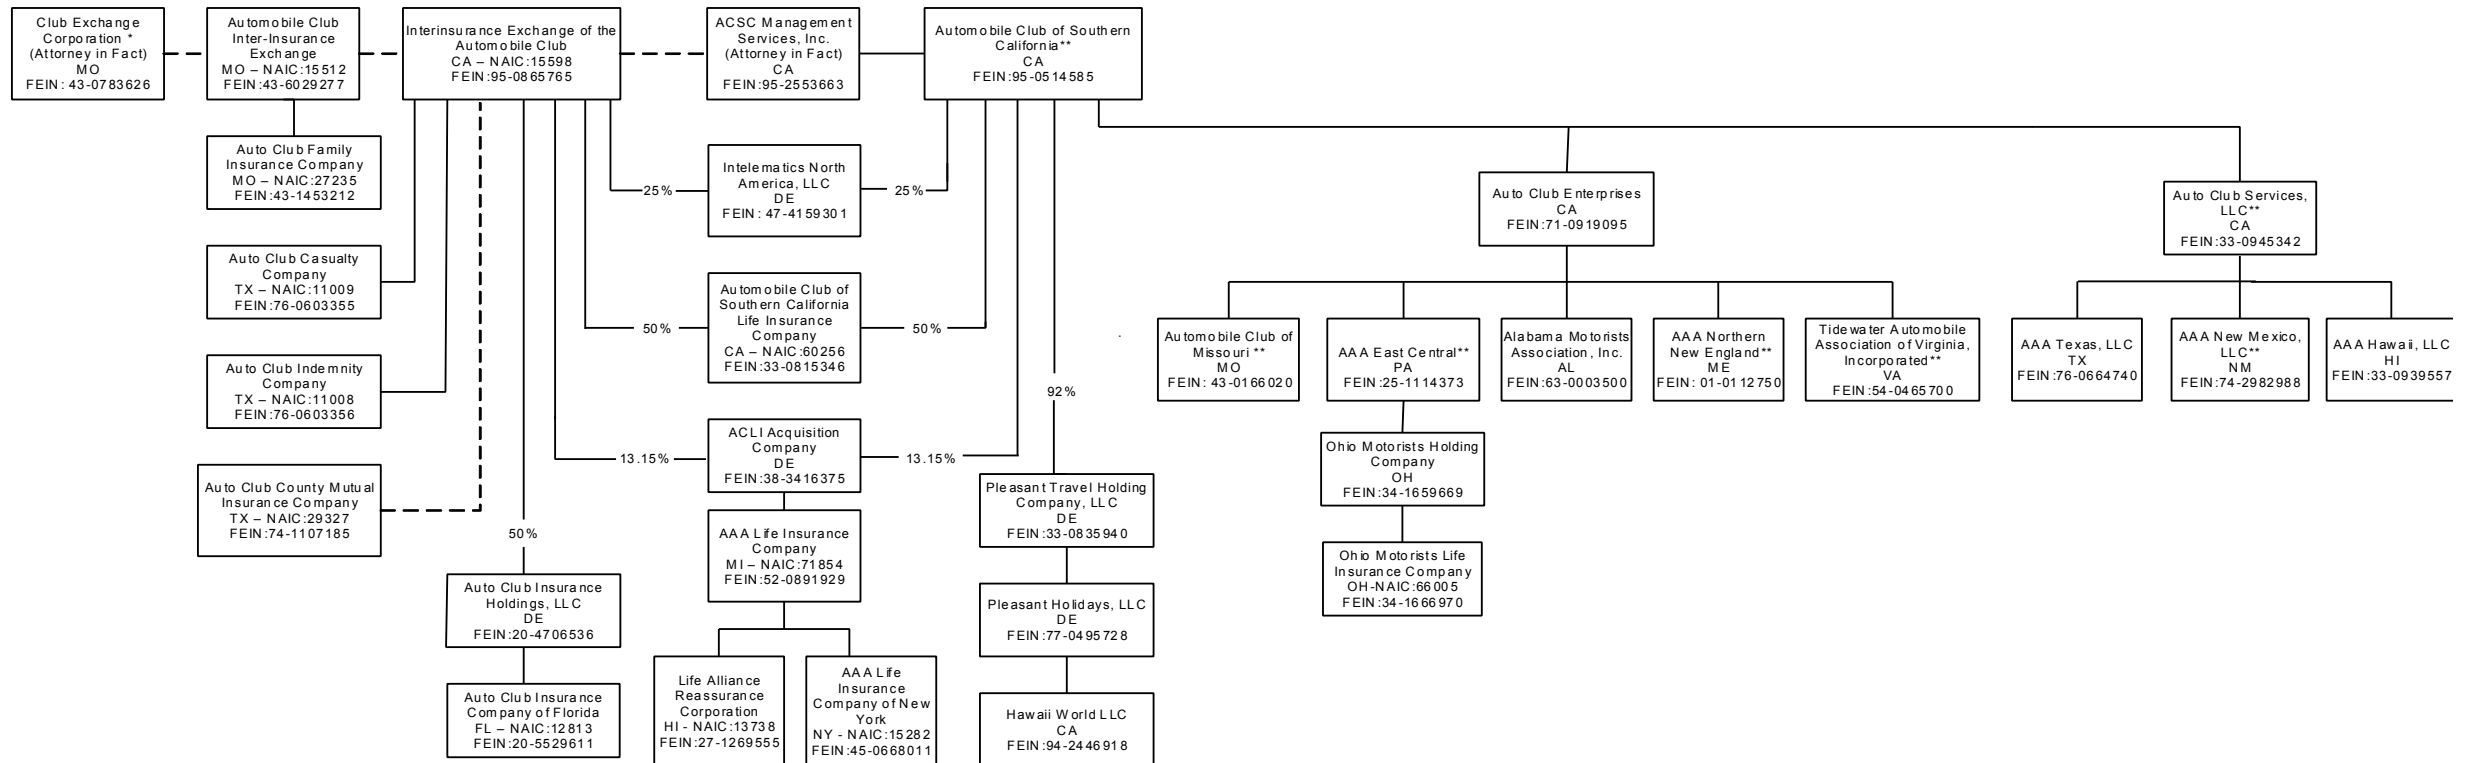 Club Exchange
Corporation *
(Attorney in Fact)
MO
FEIN: 43-0783626
Automobile Club
Inter-Insurance
Exchange
MO – NAIC:15512
FEIN:43-6029277
Interinsurance Exchange of the
Automobile Club
CA – NAIC:15598
FEIN:95-0865765
ACSC Management
Services, Inc.
(Attorney in Fact)
CA
FEIN:95-2553663
Automobile Club of Southern
California**
CA
FEIN:95-0514585
Auto Club Family
Insurance Company
MO – NAIC:27235
FEIN:43-1453212
Intelematics North
America, LLC
DE
FEIN: 47-4159301
25%
25%
Auto Club Enterprises
CA
FEIN:71-0919095
Auto Club Services,
LLC**
CA
FEIN:33-0945342
Auto Club Casualty
Company
TX – NAIC:11009
FEIN:76-0603355
Automobile Club of
Southern California
Life Insurance
Company
CA – NAIC:60256
FEIN:33-0815346
50%
50%
Automobile Club of
Missouri **
MO
FEIN: 43-0166020
AAA East Central**
PA
FEIN:25-1114373
Alabama Motorists
Association, Inc.
AL
FEIN:63-0003500
AAA Northern
New England**
ME
FEIN: 01-0112750
Tidewater Automobile
Association of Virginia,
Incorporated**
VA
FEIN:54-0465700
AAA Texas, LLC
TX
FEIN:76-0664740
AAA New Mexico,
LLC**
NM
FEIN:74-2982988
AAA Hawaii, LLC
HI
FEIN:33-0939557
Auto Club Indemnity
Company
TX – NAIC:11008
FEIN:76-0603356
92%
ACLI Acquisition
Company
DE
FEIN:38-3416375
13.15%
13.15%
Ohio Motorists Holding
Company
OH
FEIN:34-1659669
Auto Club County Mutual
Insurance Company
TX – NAIC:29327
FEIN:74-1107185
50%
Pleasant Travel Holding
Company, LLC
DE
FEIN:33-0835940
AAA Life Insurance
Company
MI – NAIC:71854
FEIN:52-0891929
Ohio Motorists Life
Insurance Company
OH-NAIC:66005
FEIN:34-1666970
Auto Club Insurance
Holdings, LLC
DE
FEIN:20-4706536
Pleasant Holidays, LLC
DE
FEIN:77-0495728
Auto Club Insurance
Company of Florida
FL – NAIC:12813
FEIN:20-5529611
Life Alliance
Reassurance
Corporation
HI - NAIC:13738
FEIN:27-1269555
AAA Life
Insurance
Company of New
York
NY - NAIC:15282
FEIN:45-0668011
Hawaii World LLC
CA
FEIN:94-2446918